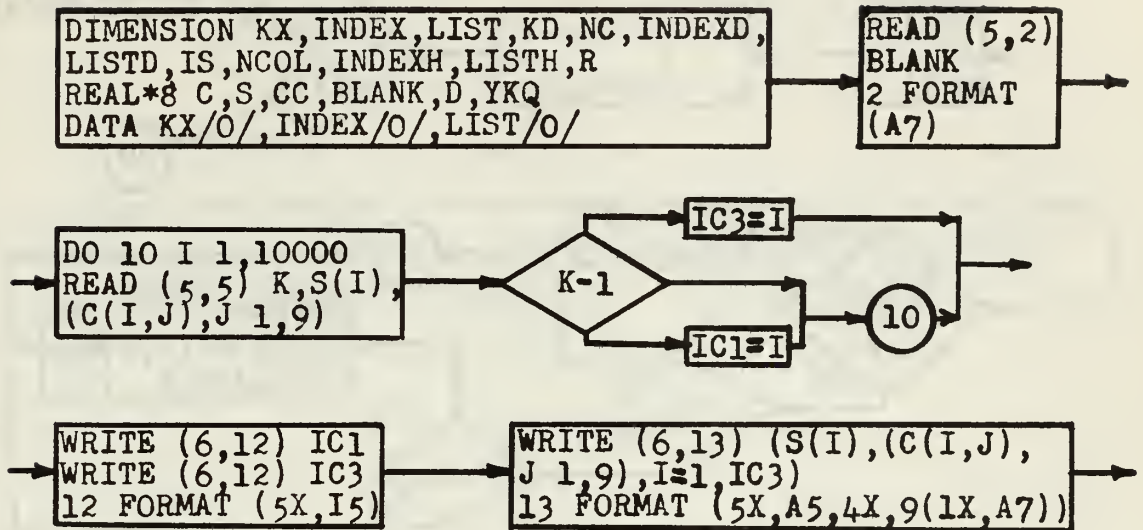 DIMENSION KX,INDEX,LIST,KD,NC,INDEXD,
LISTD,IS,NCOL,INDEXH,LISTH,R
REAL*8 C,S,CC,BLANK,D,YKQ
DATA KX/0/,INDEX/0/,LIST/0/
READ (5,2)
BLANK
2 FORMAT
(A7)
DO 10 I 1,10000
READ (5,5) K,S(I),
(C(I,J),J 1,9)
K-1
IC3=I
10
IC1=I
WRITE (6,12) IC1
WRITE (6,12) IC3
12 FORMAT (5X,I5)
WRITE (6,13) (S(I),(C(I,J),
J 1,9),I=1,IC3)
13 FORMAT (5X,A5,4X,9(1X,A7))